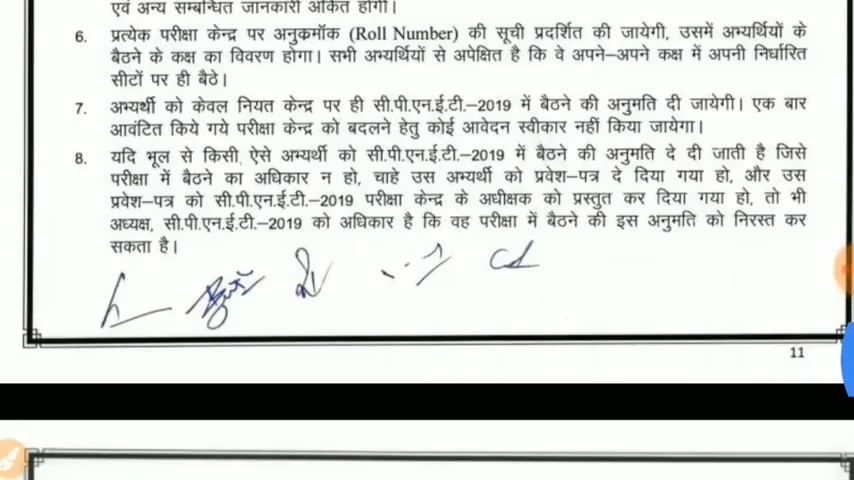 एवं अन्य सम्बन्धित जानकारी अंकित होगी।
6. प्रत्येक परीक्षा केन्द्र पर अनुकमॉक (Roll Number) की सूची प्रदर्शित की जायेगी, उसमें अभ्यर्थियों के
बैठने के कक्ष का विवरण होगा। सभी अभ्यर्थियों से अपेक्षित है कि वे अपने–अपने कक्ष में अपनी निर्धारित
सीटों पर ही बैठे।
7. अभ्यर्थी को केवल नियत केन्द्र पर ही सी.पी.एन.ई.टी.–2019 में बैठने की अनुमति दी जायेगी। एक बार
आवंटित किये गये परीक्षा केन्द्र को बदलने हेतु कोई आवेदन स्वीकार नहीं किया जायेगा।
8. यदि भूल से किसी ऐसे अभ्यर्थी को सी.पी.एन.ई.टी.–2019 में बैठने की अनुमति दे दी जाती है जिसे
परीक्षा में बैठने का अधिकार न हो, चाहे उस अभ्यर्थी को प्रवेश–पत्र दे दिया गया हो, और उस
प्रवेश–पत्र को सी.पी.एन.ई.टी.–2019 परीक्षा केन्द्र के अधीक्षक को प्रस्तुत कर दिया गया हो, तो भी
अध्यक्ष, सी.पी.एन.ई.टी.–2019 को अधिकार है कि वह परीक्षा में बैठने की इस अनुमति को निरस्त कर
सकता है।
11